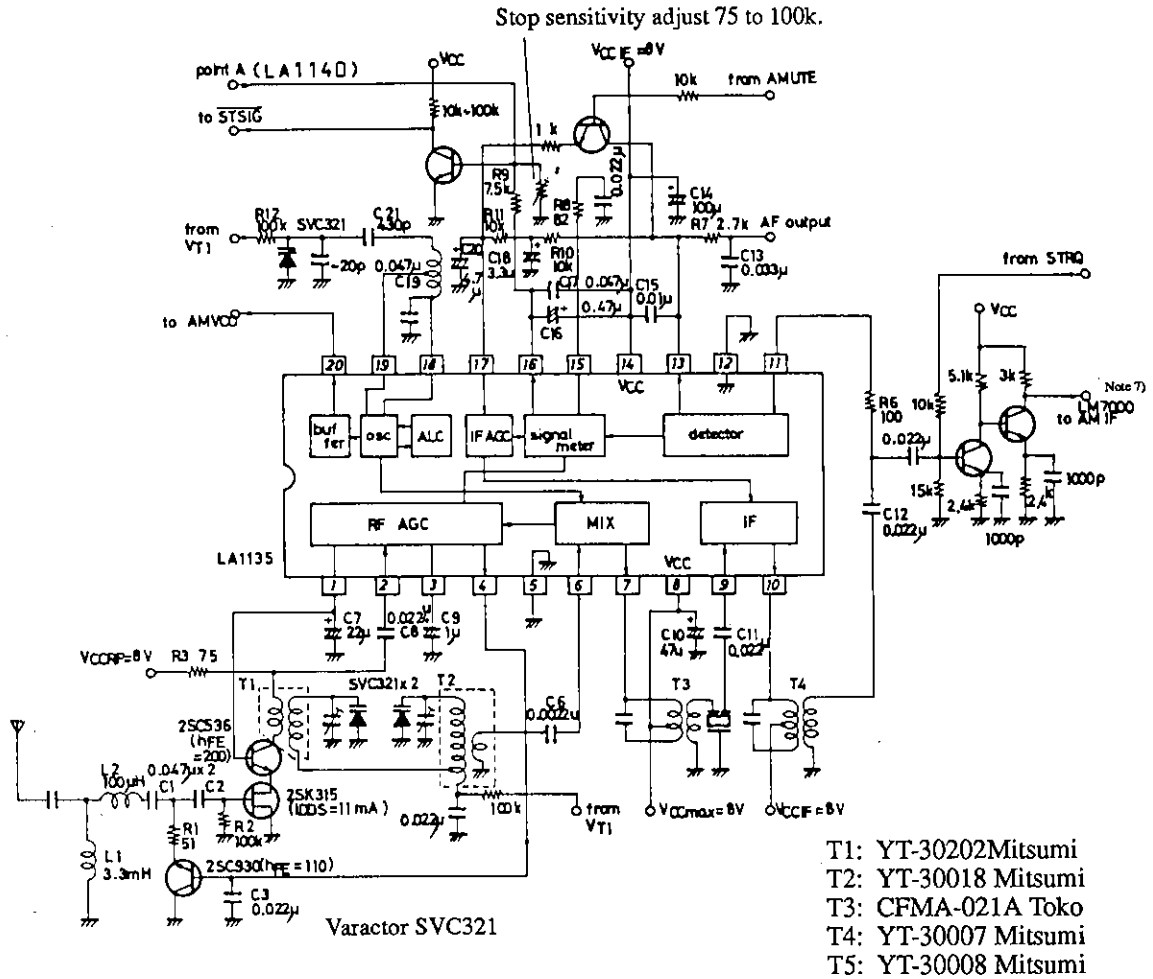 Stop sensitivity adjust 75 to 100k.
VCC IF=8V
VCC
point A (LA1140)
10k
from AMUTE
10k~100k
to STSIG
1 k
0.022μ
R9
7.5k
C14
100μ
R8
82
R12
100k
SVC321
C21
430p
R11
10k
R7 2.7k
AF output
from
VT1
C20
C18
3.3μ
R10
10k
C13
0.033μ
~20p
0.047μ
C19
4.7
μ
0.047μ
C15
0.01μ
from STRQ
0.47μ
C16
to AMVCO
VCC
20
19
18
17
16
15
14
13
12
11
VCC
5.1k
3k
Note 7)
LM7000
to AM IF
R6
100
10k
buf
fer
osc
ALC
IF AGC
signal
meter
detector
0.022μ
15k
1000p
2.4k
2.4k
C12
0.022μ
1000p
RF AGC
MIX
IF
LA1135
VCC
1
2
3
4
5
6
7
8
9
10
C7
22μ
0.022μ
C8
C9
1μ
C10
47μ
C11
0.022μ
VCCRF=8V
R3 75
T1
SVC321x2
T2
C6
0.0022μ
T3
T4
2SC536
(hFE
=200)
L2
100μH
0.047μx2
C1
C2
2SK315
(IDSS=11mA)
0.022μ
100k
from
VT1
VCCmax=8V
VCCIF=8V
R1
51
R2
100k
L1
3.3mH
2SC930(hFE=110)
C3
0.022μ
Varactor SVC321
T1: YT-30202Mitsumi
T2: YT-30018 Mitsumi
T3: CFMA-021A Toko
T4: YT-30007 Mitsumi
T5: YT-30008 Mitsumi